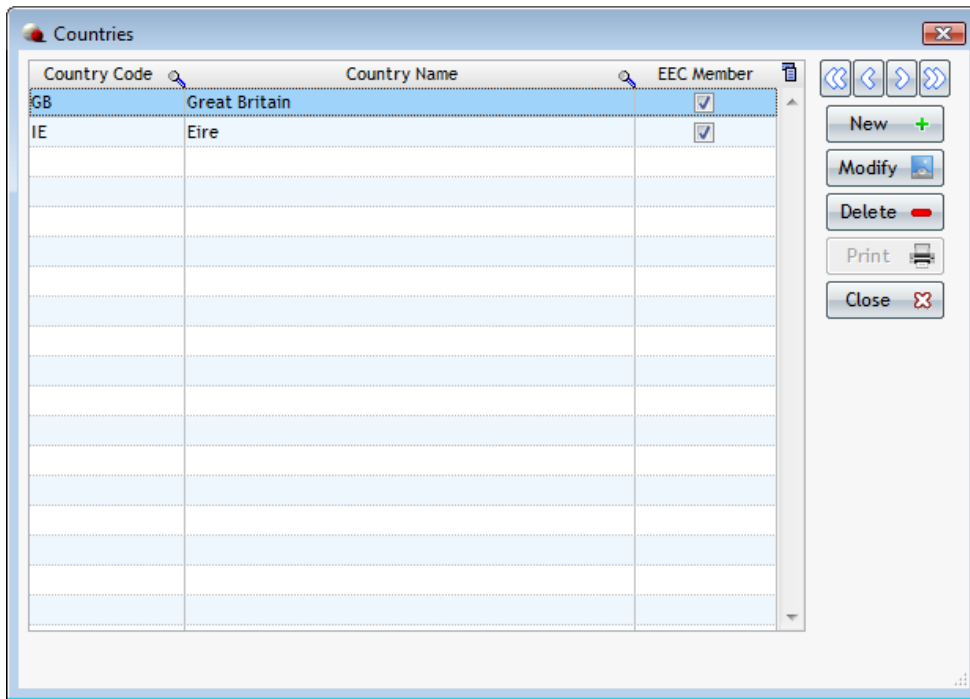 Countries
Country Code Country Name EEC Member
GB Great Britain
IE Eire
New
Modify
Delete
Print
Close